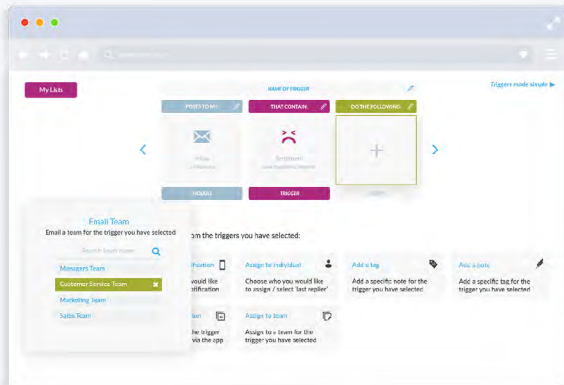 My Lists
NAME OF TRIGGER
Triggers made simple
POSTS TO MY
THAT CONTAIN
DO THE FOLLOWING
Inbox
Sentiment
MODULE
TRIGGER
Email Team
Email a team for the trigger you have selected
Search team name
Managers Team
Customer Service Team
Marketing Team
Sales Team
om the triggers you have selected:
ification
would like
tification
Assign to individual
Choose who you would like
to assign / select 'last replier'
Add a tag
Add a specific note for the
trigger you have selected
Add a note
Add a specific tag for the
trigger you have selected
he trigger
via the app
Assign to team
Assign to a team for the
trigger you have selected